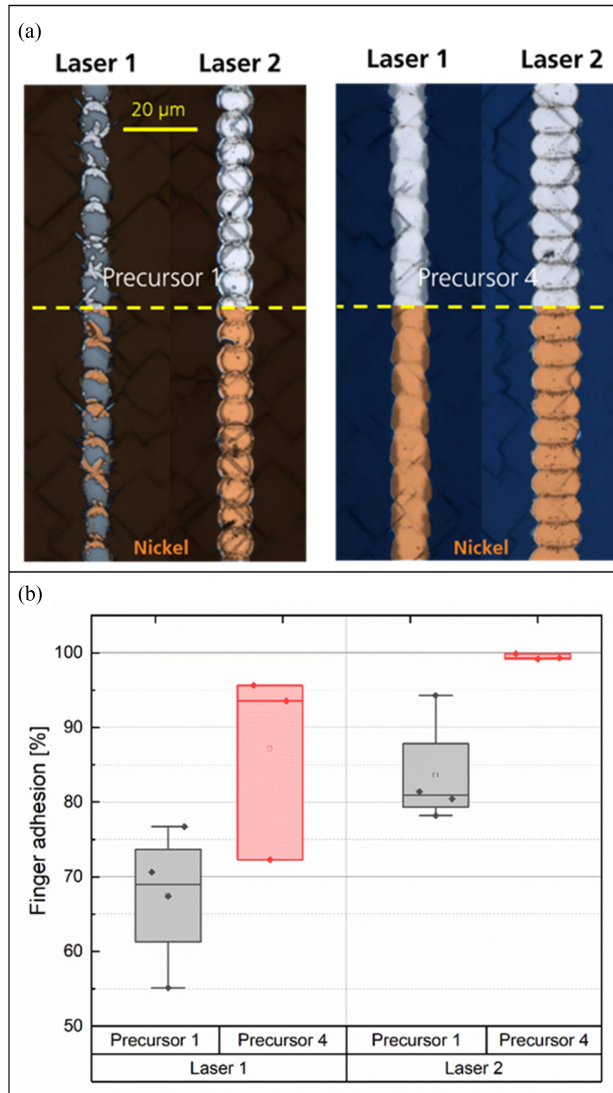 (a)
Laser 1 Laser 2 Laser 1 Laser 2
20 µm
Precursor 1 Precursor 4
Nickel Nickel
(b)
100
90
80
70
60
50
Finger adhesion [%]
Precursor 1 Precursor 4 Precursor 1 Precursor 4
Laser 1 Laser 2